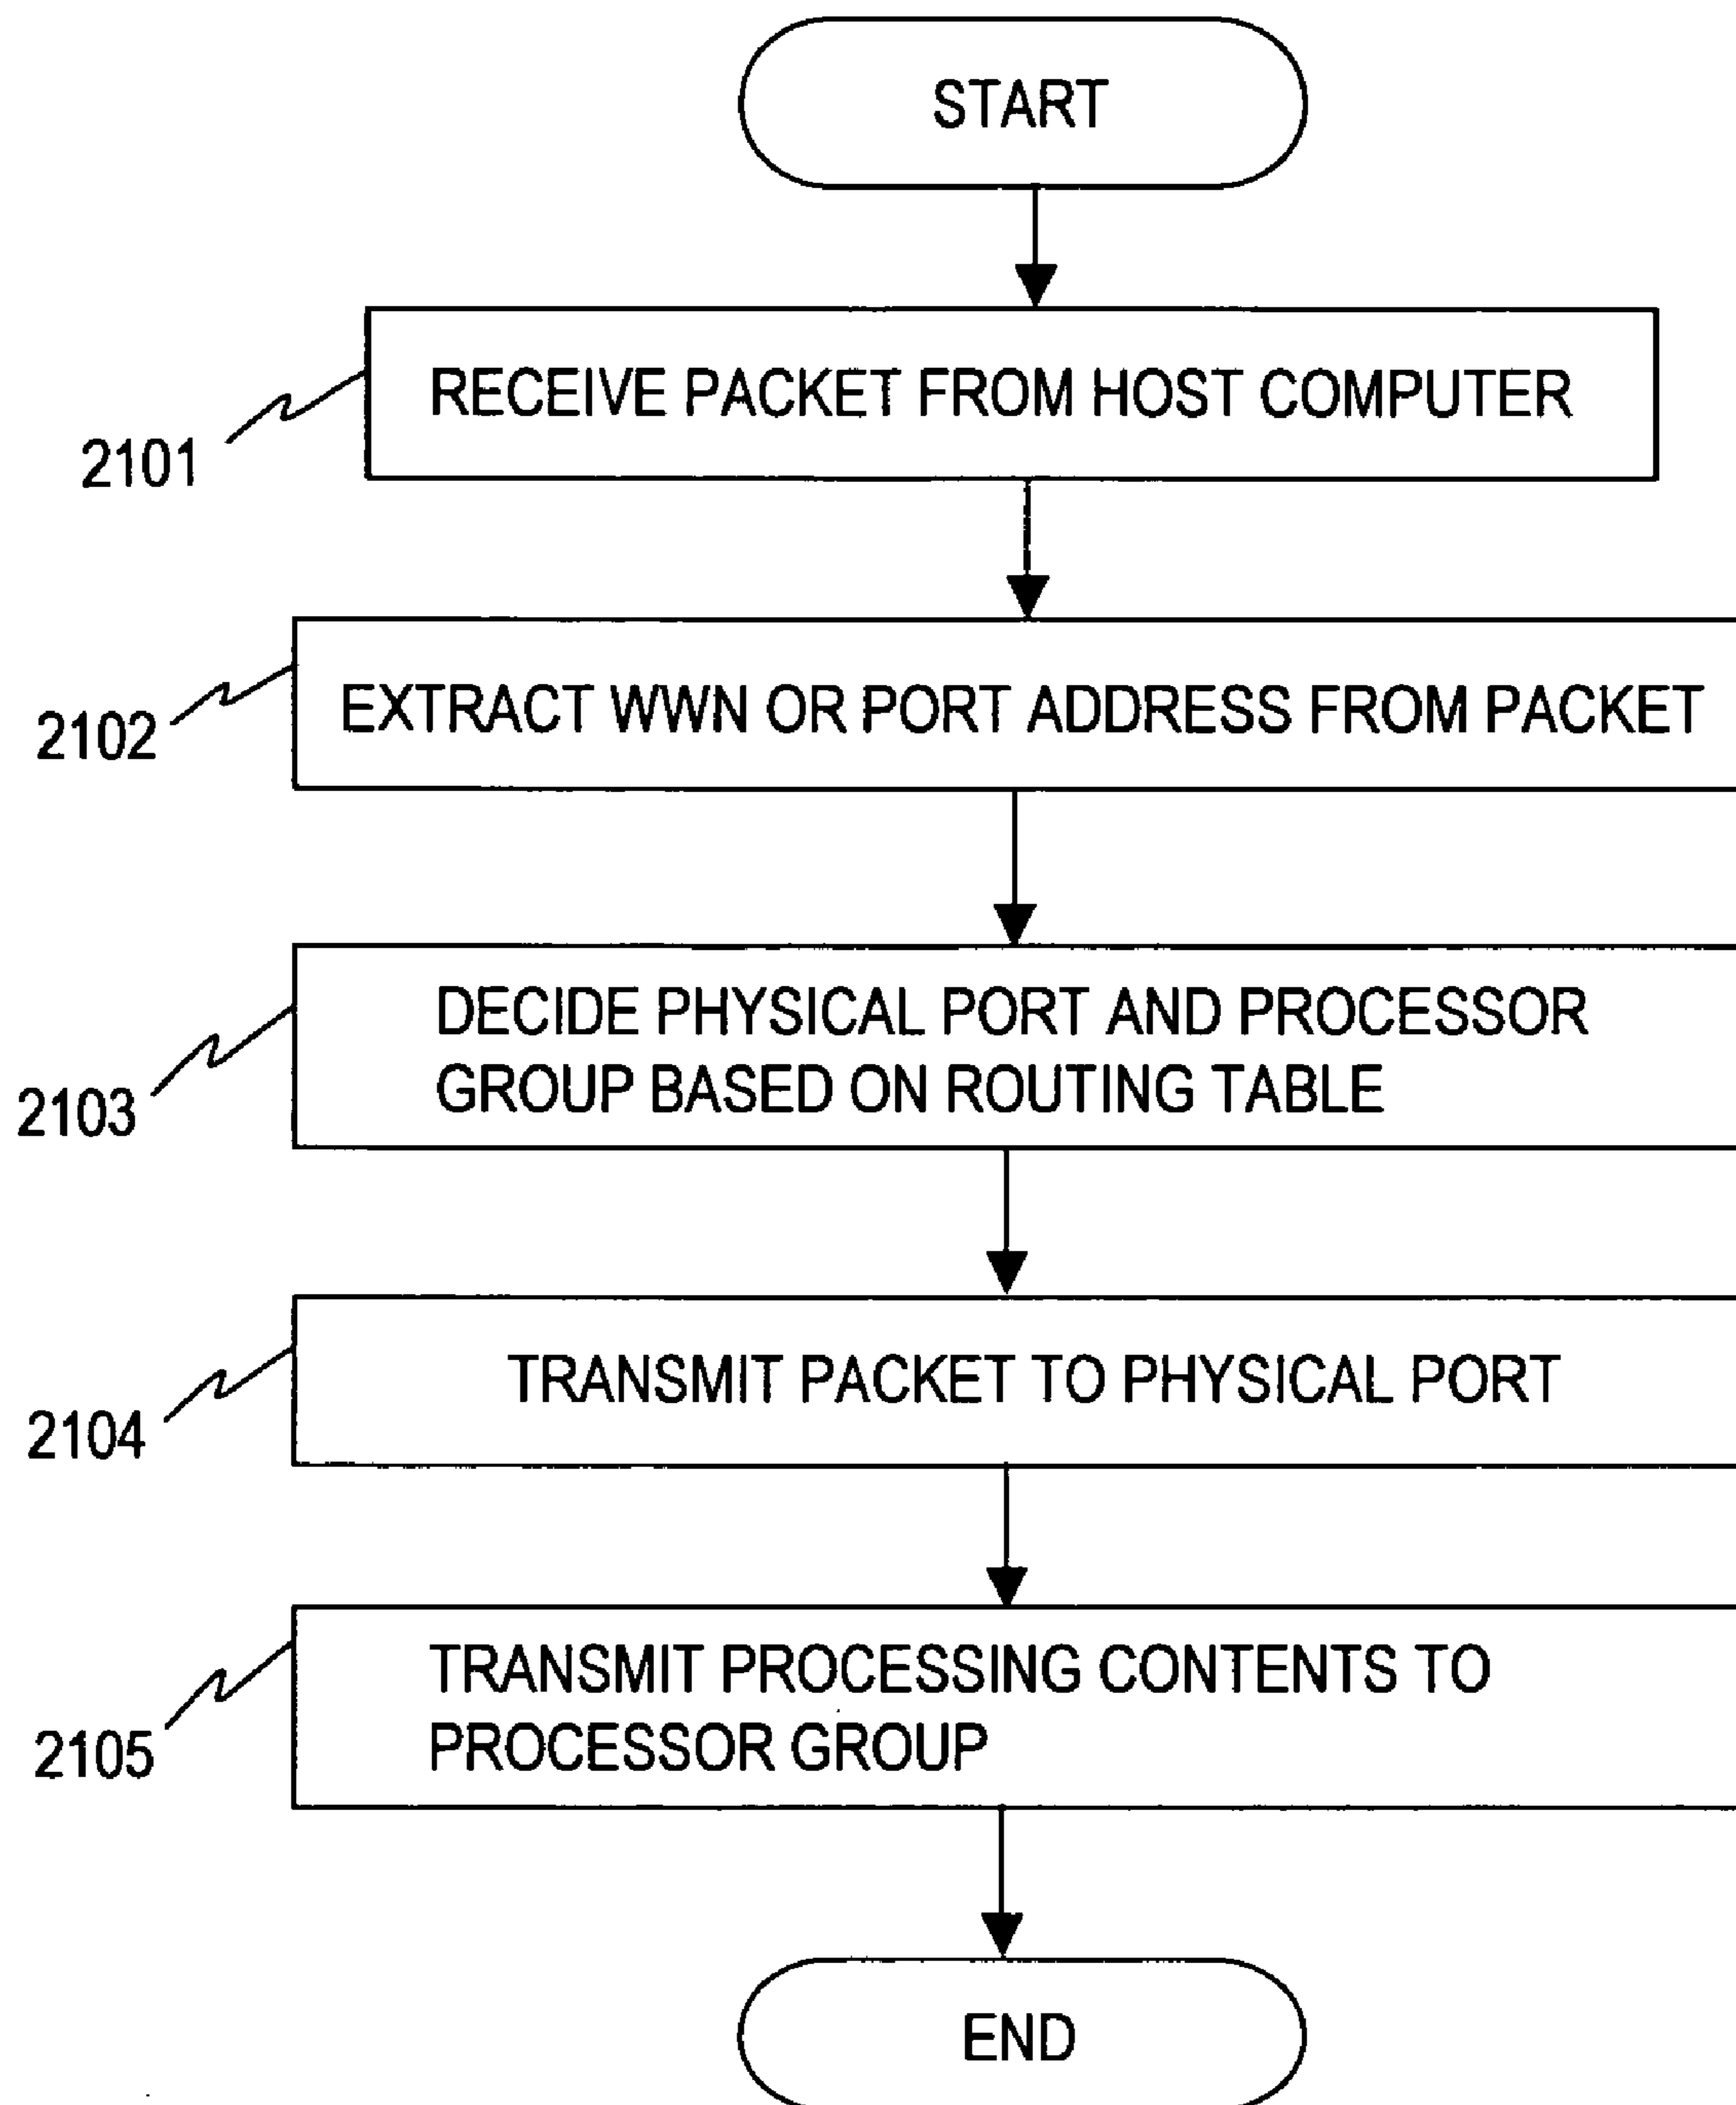 START
RECEIVE PACKET FROM HOST COMPUTER
2101
EXTRACT WWN OR PORT ADDRESS FROM PACKET
2102
DECIDE PHYSICAL PORT AND PROCESSOR
GROUP BASED ON ROUTING TABLE
2103
TRANSMIT PACKET TO PHYSICAL PORT
2104
TRANSMIT PROCESSING CONTENTS TO
PROCESSOR GROUP
2105
END